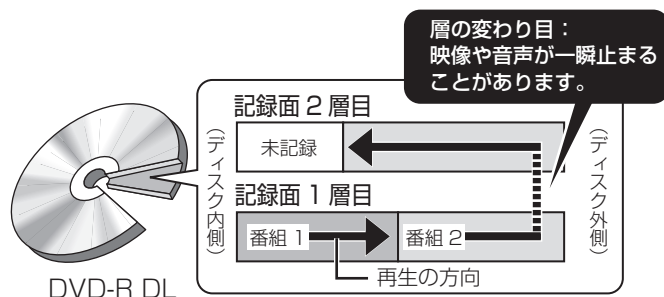 層の変わり目：
映像や音声が一瞬止まる
ことがあります。
記録面 2 層目
（ディスク内側）
未記録
（ディスク外側）
記録面 1 層目
番組 1
番組 2
再生の方向
DVD-R DL